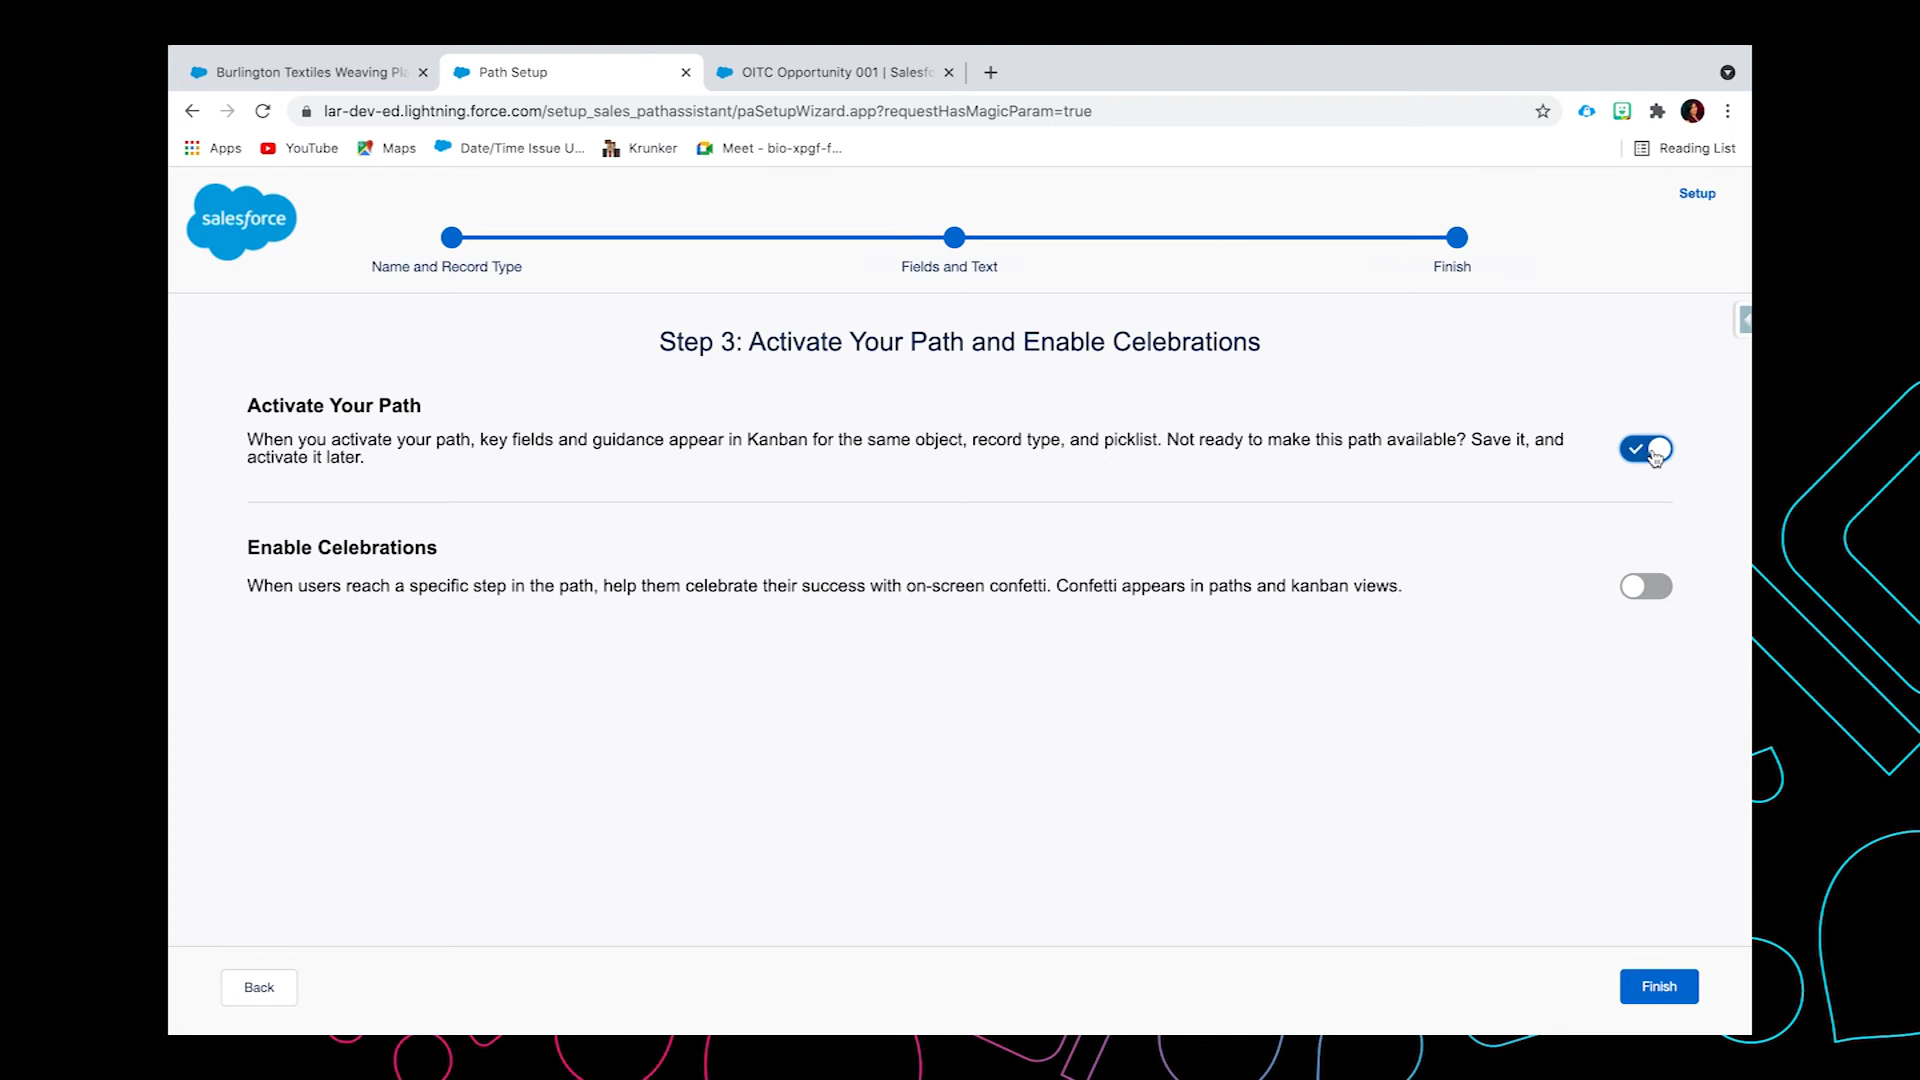 Burlington Textiles Weaving Pla
Path Setup
OITC Opportunity 001 | Salesfo
lar-dev-ed.lightning.force.com/setup_sales_pathassistant/paSetupWizard.app?requestHasMagicParam=true
Apps
YouTube
Maps
Date/Time Issue U...
Krunker
Meet - bio-xpgf-f...
Reading List
salesforce
Setup
Name and Record Type
Fields and Text
Finish
Step 3: Activate Your Path and Enable Celebrations
Activate Your Path
When you activate your path, key fields and guidance appear in Kanban for the same object, record type, and picklist. Not ready to make this path available? Save it, and
activate it later.
Enable Celebrations
When users reach a specific step in the path, help them celebrate their success with on-screen confetti. Confetti appears in paths and kanban views.
Back
Finish